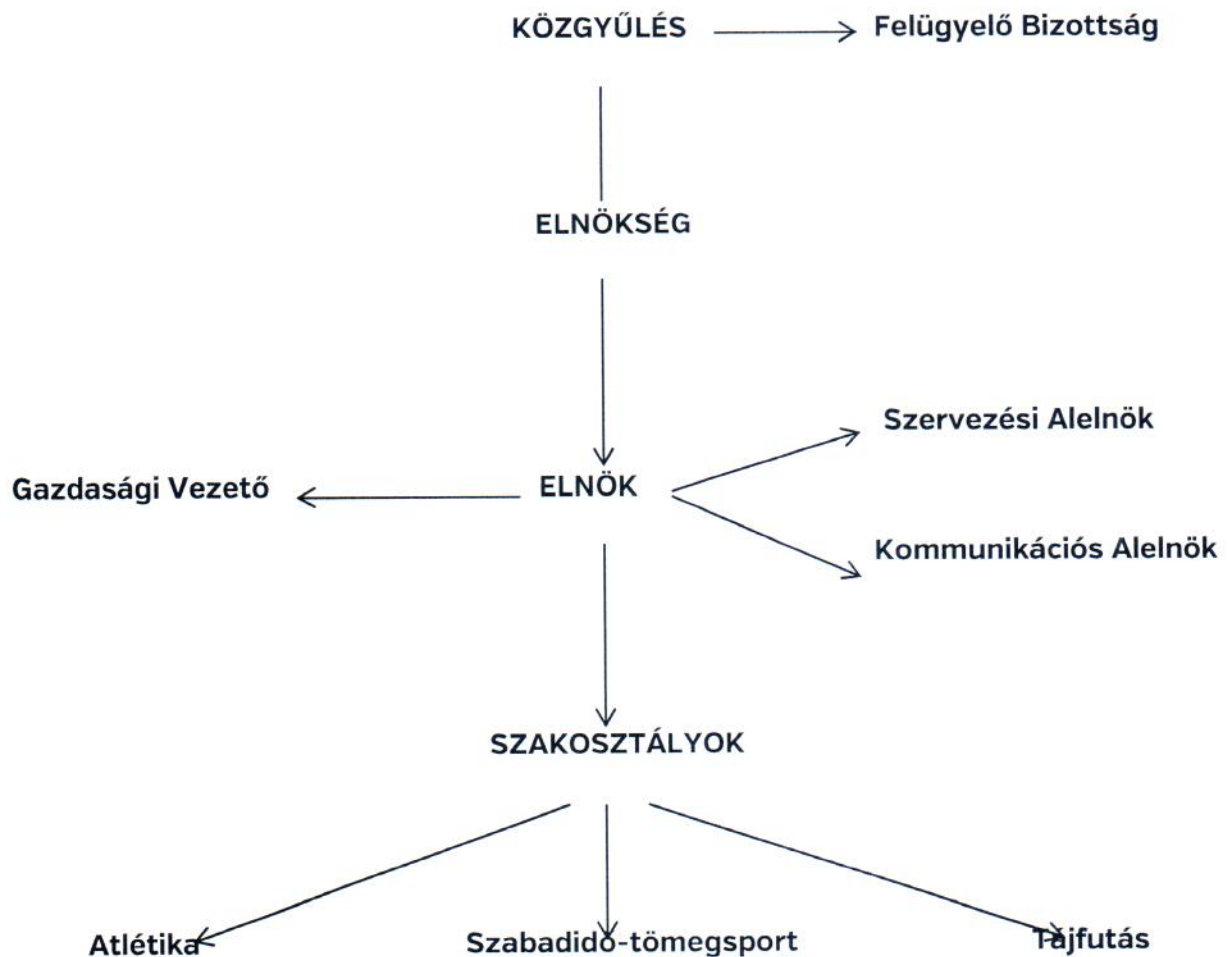 KÖZGYŰLÉS
Felügyelő Bizottság
ELNÖKSÉG
Szervezési Alelnök
Gazdasági Vezető
ELNÖK
Kommunikációs Alelnök
SZAKOSZTÁLYOK
Atlétika
Szabadidő-tömegsport
Tájfutás